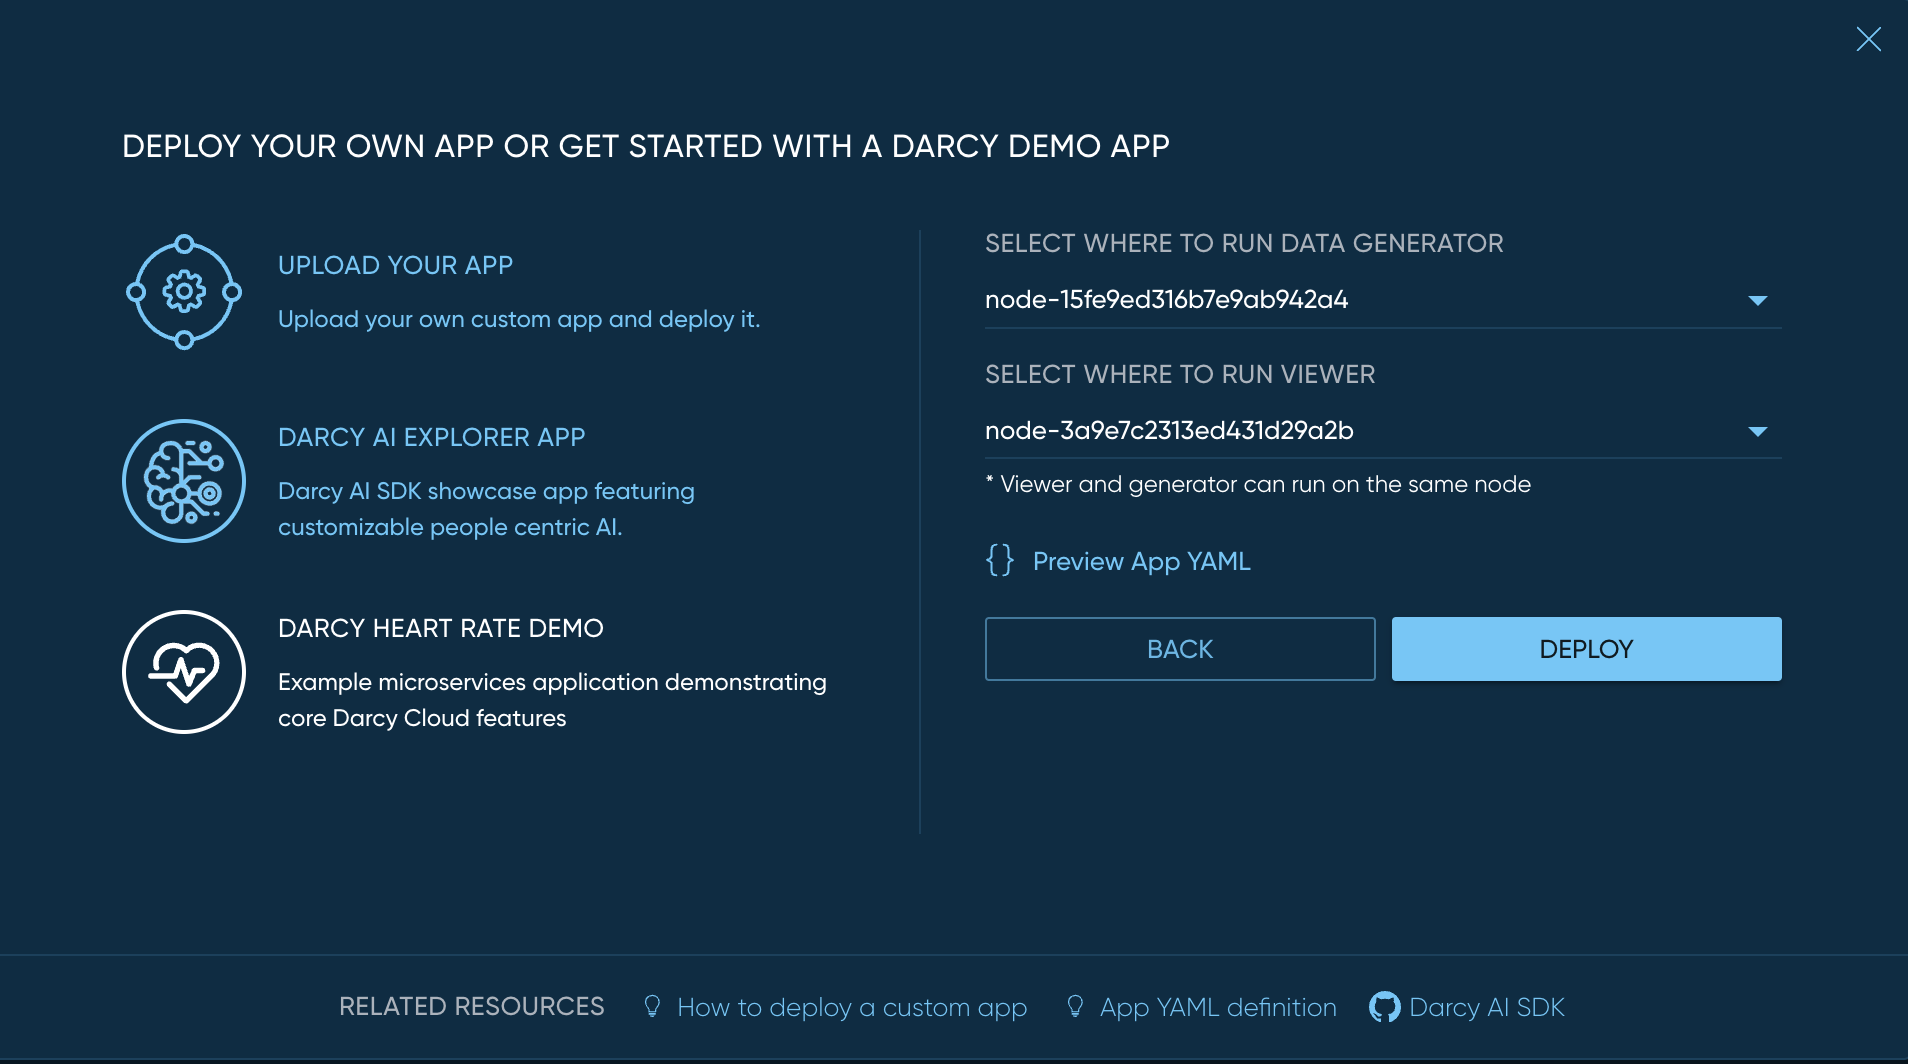 DEPLOY YOUR OWN APP OR GET STARTED WITH A DARCY DEMO APP
UPLOAD YOUR APP
Upload your own custom app and deploy it.
DARCY AI EXPLORER APP
Darcy AI SDK showcase app featuring
customizable people centric AI.
DARCY HEART RATE DEMO
Example microservices application demonstrating
core Darcy Cloud features
SELECT WHERE TO RUN DATA GENERATOR
node-15fe9ed316b7e9ab942a4
SELECT WHERE TO RUN VIEWER
node-3a9e7c2313ed431d29a2b
* Viewer and generator can run on the same node
{} Preview App YAML
BACK
DEPLOY
RELATED RESOURCES
How to deploy a custom app
App YAML definition
Darcy AI SDK